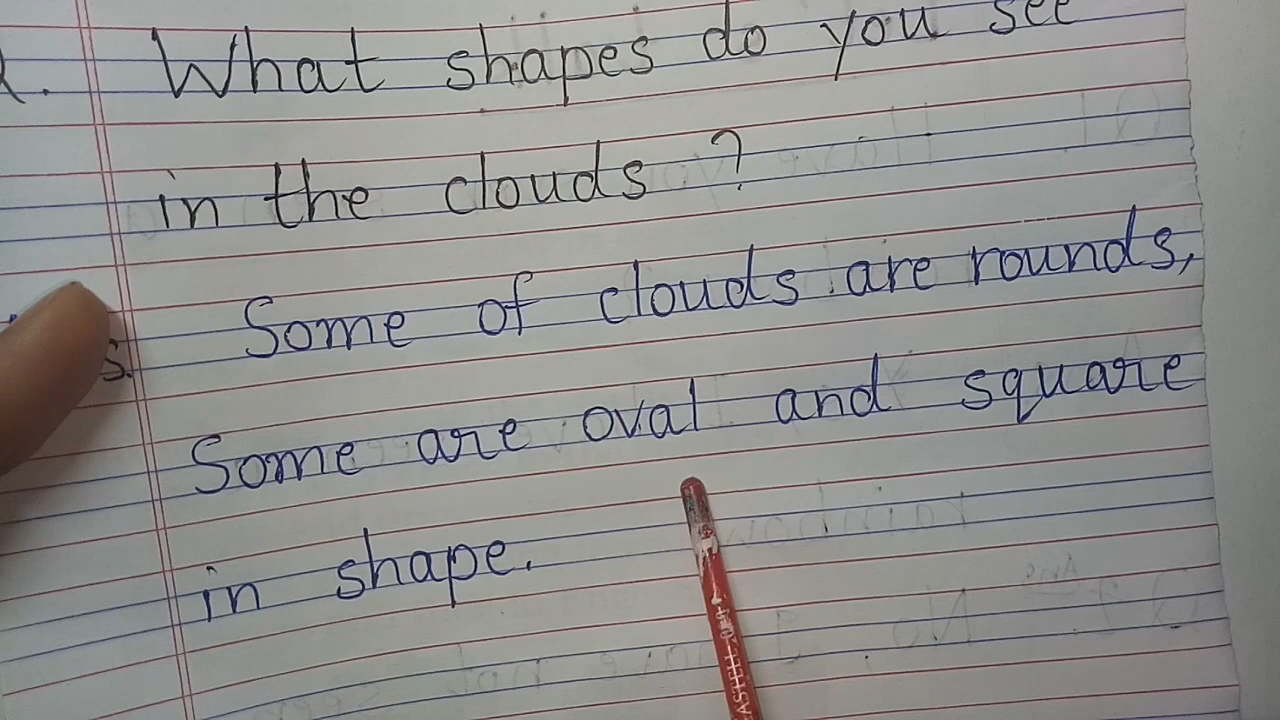 What shapes do you see
in the clouds ?
s. Some of clouds are rounds,
Some are oval and square
in shape.